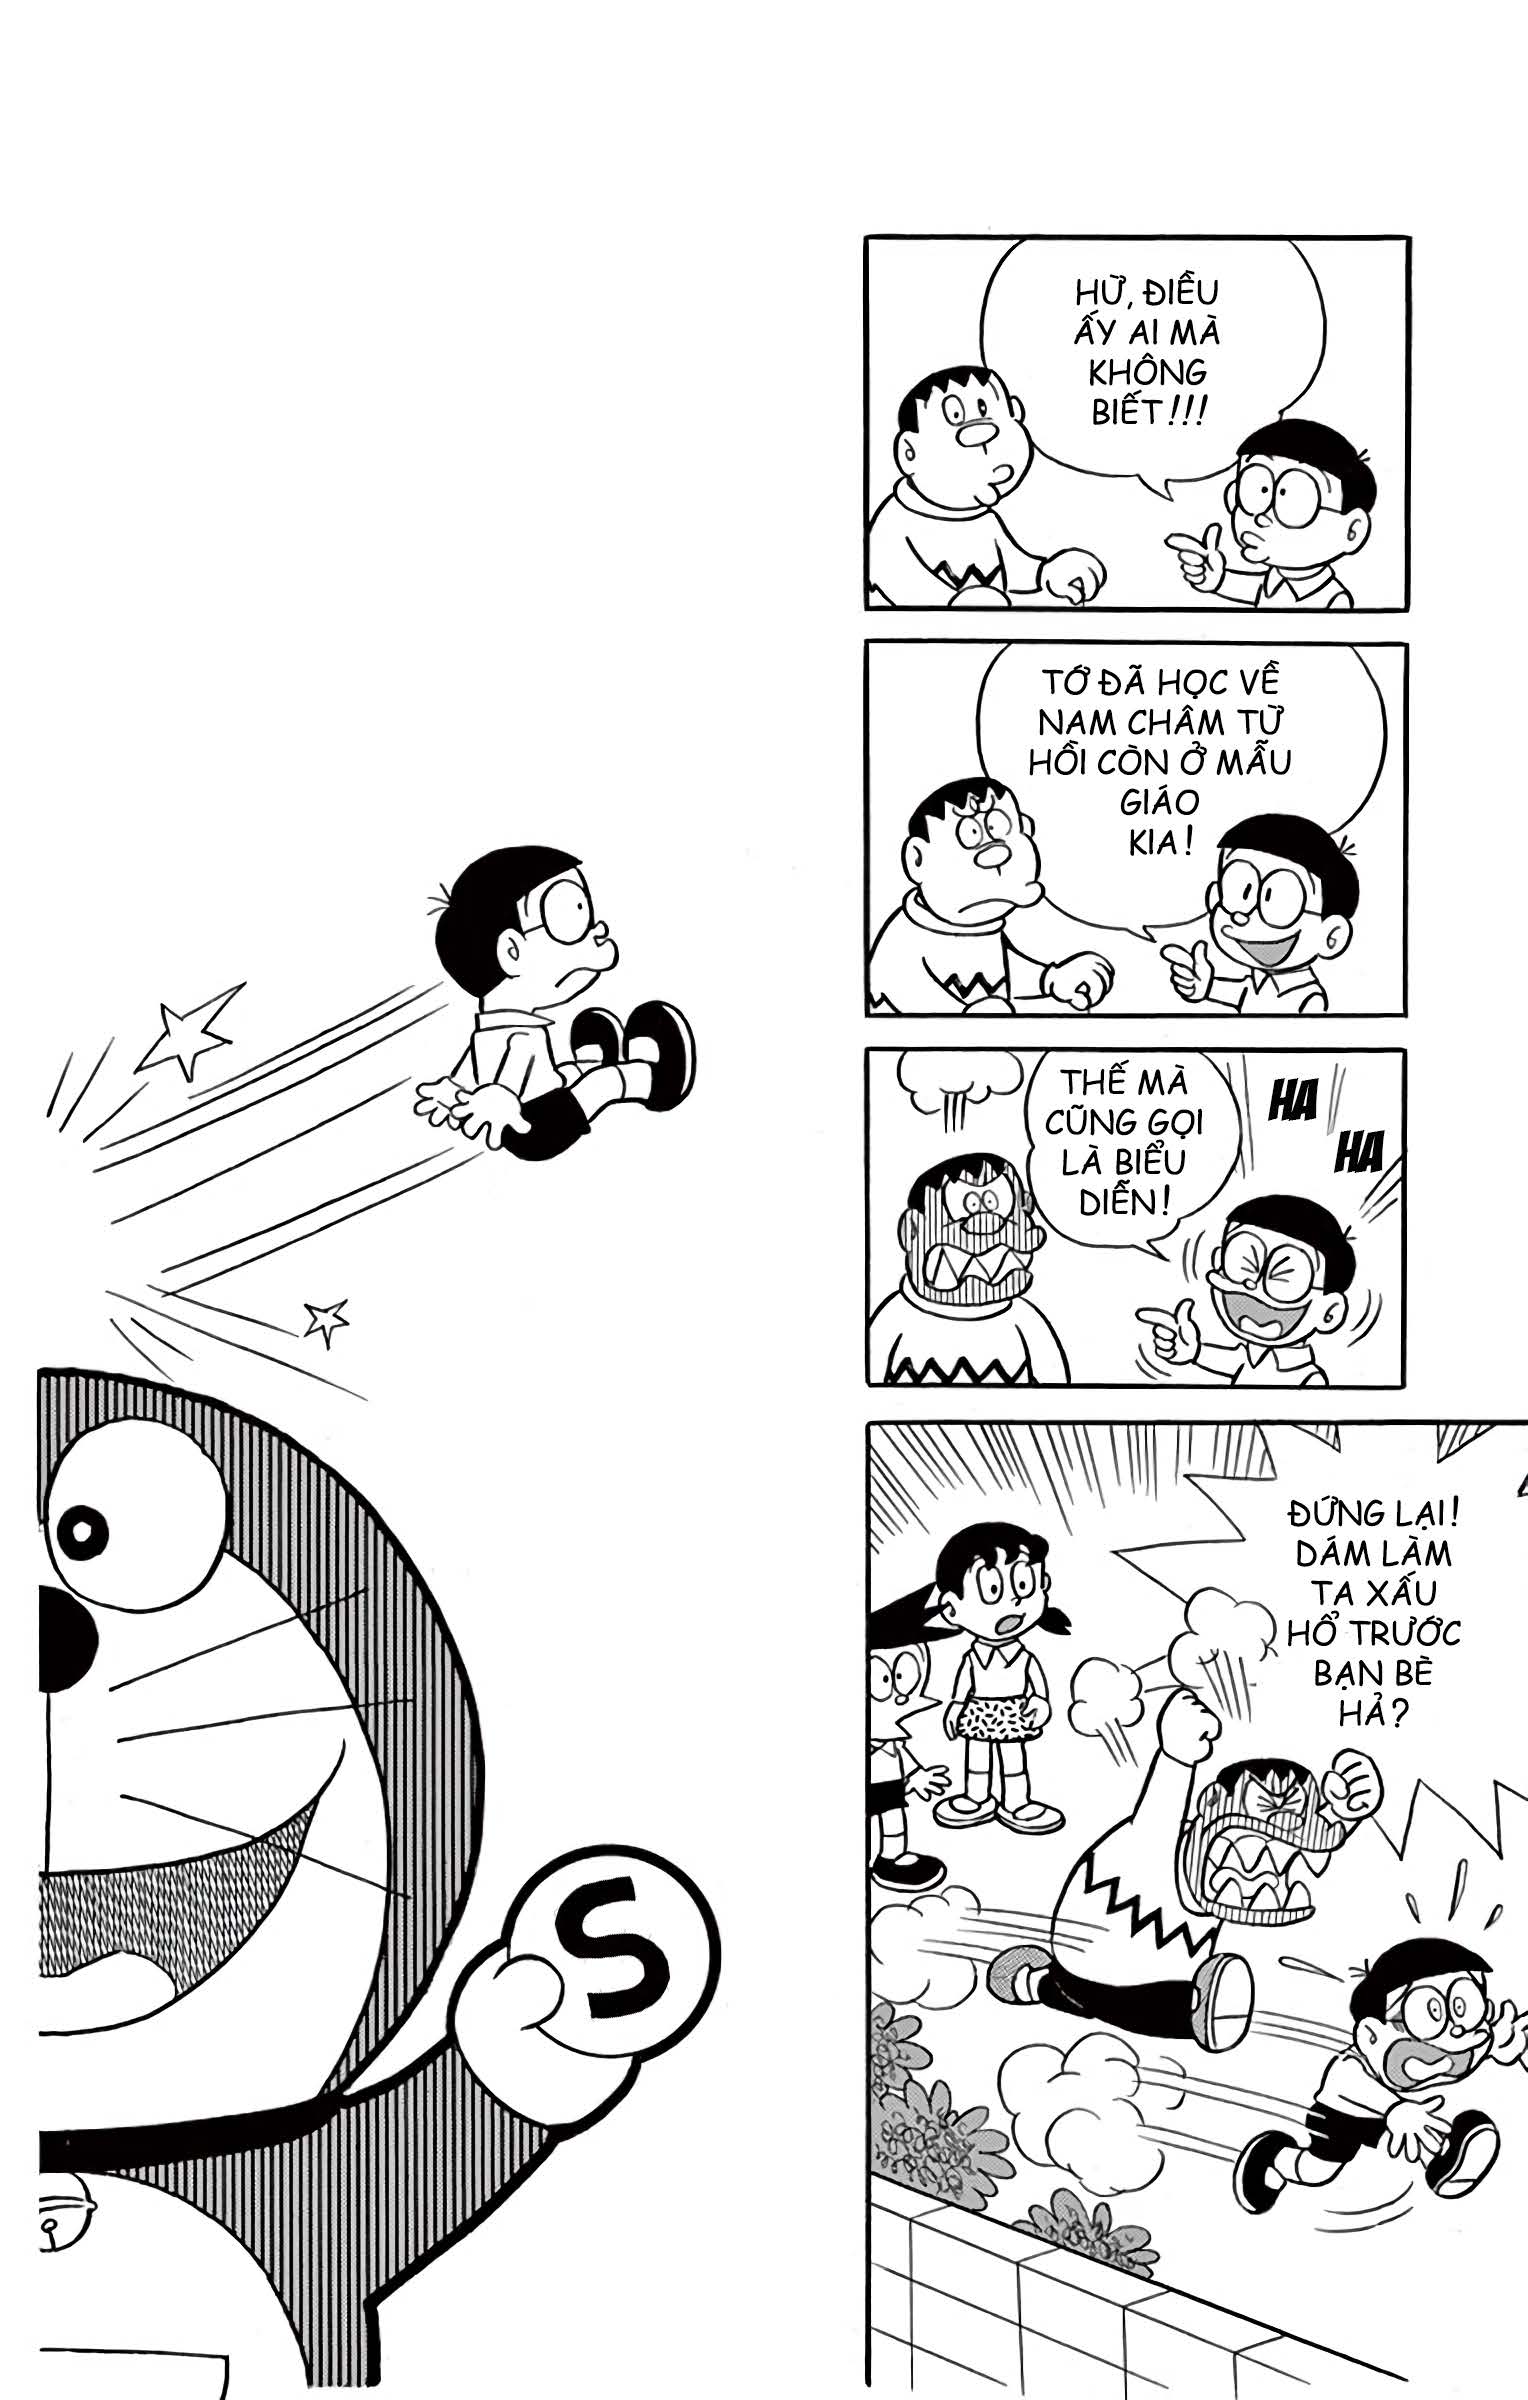 HỪ, ĐIỀU
ẤY AI MÀ
KHÔNG
BIẾT!!!
TỚ ĐÃ HỌC VỀ
NAM CHÂM TỪ
HỒI CÒN Ở MẪU
GIÁO
KIA!
THẾ MÀ
CŨNG GỌI
LÀ BIỂU
DIỄN!
HA
HA
ĐỨNG LẠI!
DÁM LÀM
TA XẤU
HỔ TRƯỚC
BẠN BÈ
HẢ?
S